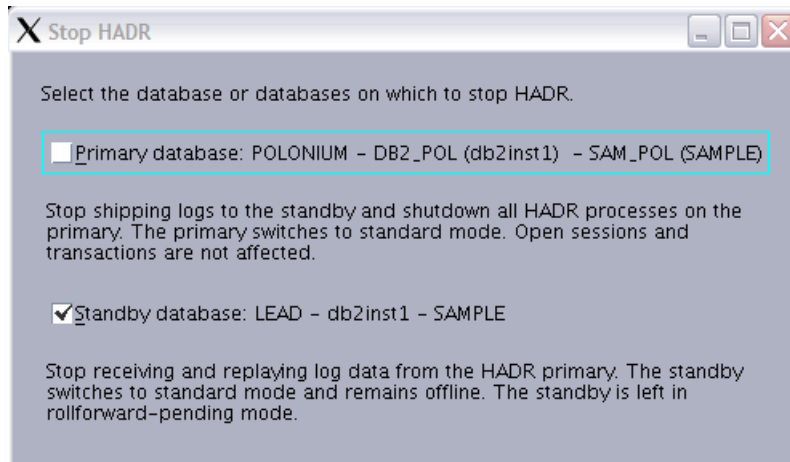 Stop HADR
Select the database or databases on which to stop HADR.
Primary database: POLONIUM – DB2_POL (db2inst1) – SAM_POL (SAMPLE)
Stop shipping logs to the standby and shutdown all HADR processes on the
primary. The primary switches to standard mode. Open sessions and
transactions are not affected.
Standby database: LEAD – db2inst1 – SAMPLE
Stop receiving and replaying log data from the HADR primary. The standby
switches to standard mode and remains offline. The standby is left in
rollforward-pending mode.